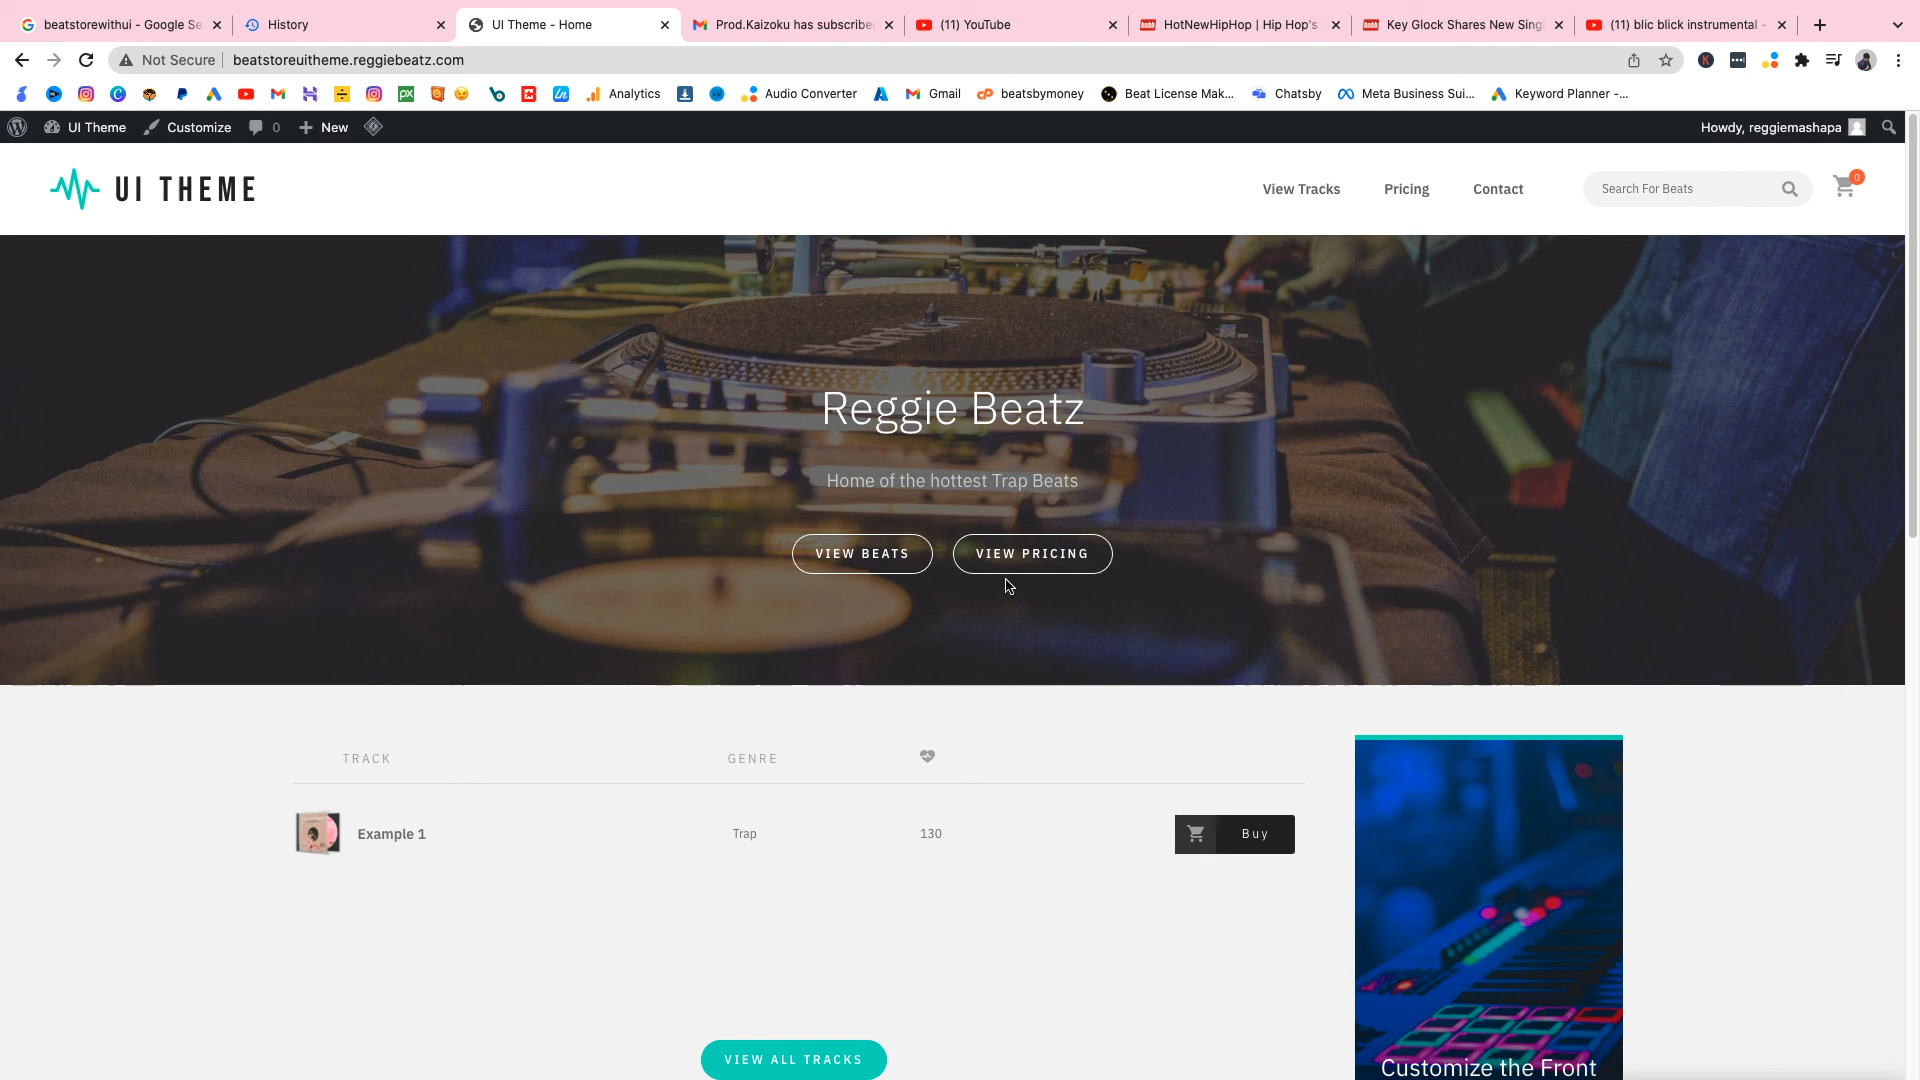 beatstorewithui - Google Se
History
UI Theme - Home
Prod.Kaizoku has subscribe
(11) YouTube
HotNewHipHop | Hip Hop's
Key Glock Shares New Sing
(11) blic blick instrumental -
Not Secure
beatstoreuitheme.reggiebeatz.com
Analytics
Audio Converter
Gmail
beatsbymoney
Beat License Mak...
Chatsby
Meta Business Sui...
Keyword Planner -...
UI Theme
Customize
0
New
Howdy, reggiemashapa
UI THEME
View Tracks
Pricing
Contact
Search For Beats
0
Reggie Beatz
Home of the hottest Trap Beats
VIEW BEATS
VIEW PRICING
TRACK
GENRE
Example 1
Trap
130
Buy
VIEW ALL TRACKS
Customize the Front